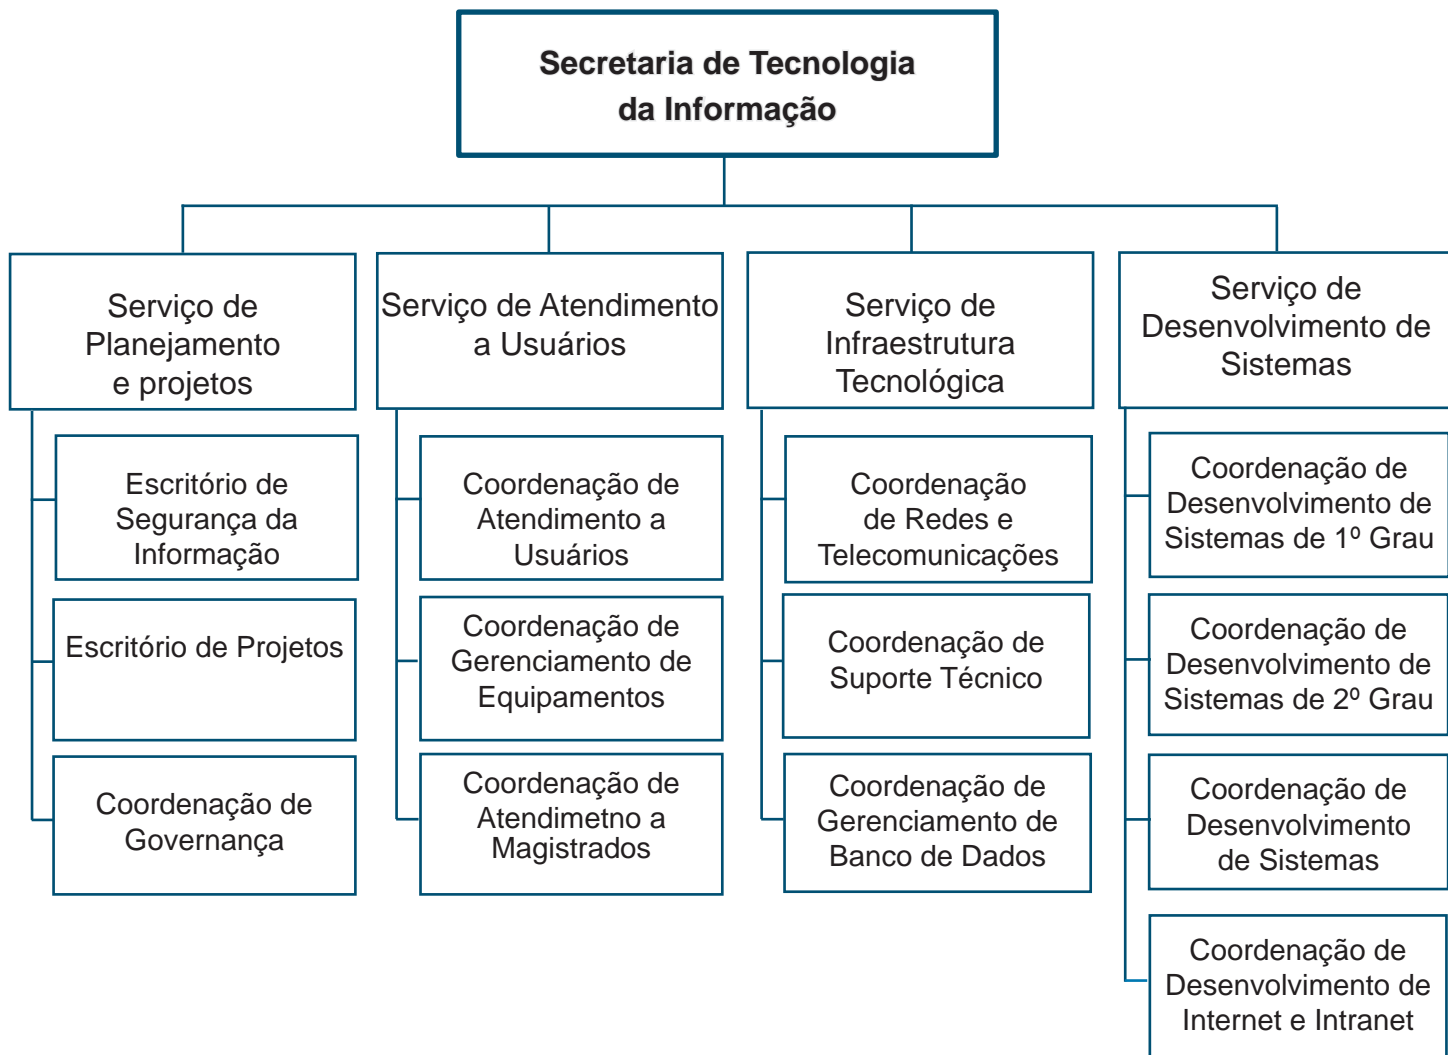 Secretaria de Tecnologia
da Informação
Serviço de
Planejamento
e projetos
Escritório de
Segurança da
Informação
Escritório de Projetos
Coordenação de
Governança
Serviço de Atendimento
a Usuários
Coordenação de
Atendimento a
Usuários
Coordenação de
Gerenciamento de
Equipamentos
Coordenação de
Atendimetno a
Magistrados
Serviço de
Infraestrutura
Tecnológica
Coordenação
de Redes e
Telecomunicações
Coordenação de
Suporte Técnico
Coordenação de
Gerenciamento de
Banco de Dados
Serviço de
Desenvolvimento de
Sistemas
Coordenação de
Desenvolvimento de
Sistemas de 1º Grau
Coordenação de
Desenvolvimento de
Sistemas de 2º Grau
Coordenação de
Desenvolvimento
de Sistemas
Coordenação de
Desenvolvimento de
Internet e Intranet